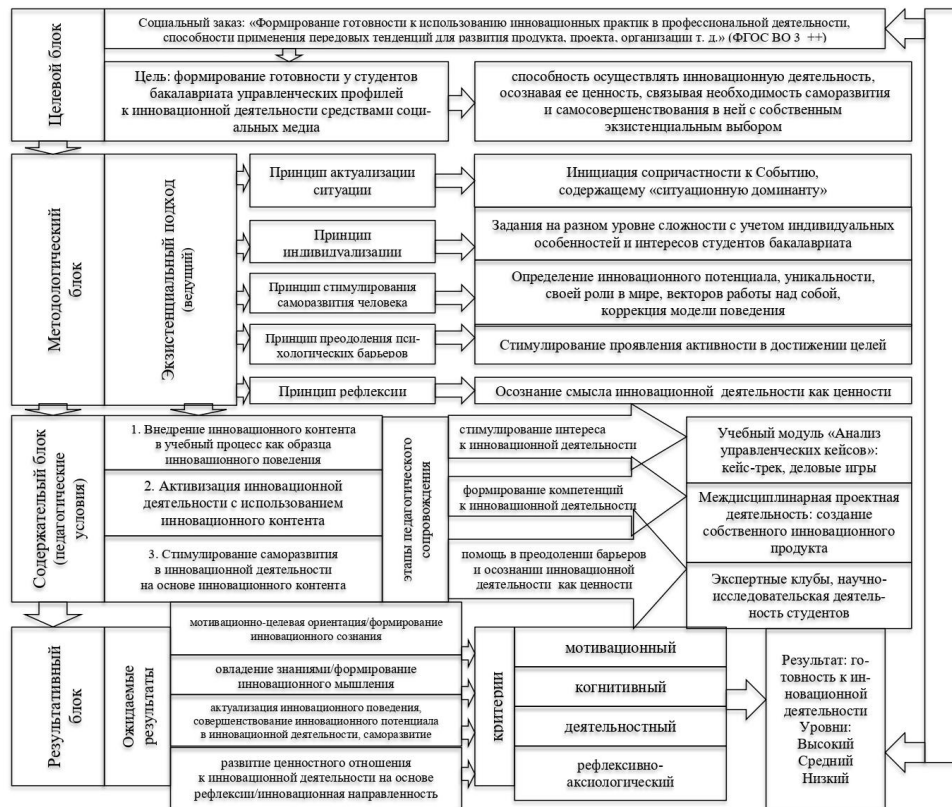 Социальный заказ: «Формирование готовности к использованию инновационных практик в профессиональной деятельности,
способности применения передовых тенденций для развития продукта, проекта, организации т. д.» (ФГОС ВО 3 ++)
Целевой блок
Цель: формирование готовности у студентов
бакалавриата управленческих профилей
к инновационной деятельности средствами соци-
альных медиа
способность осуществлять инновационную деятельность,
осознавая ее ценность, связывая необходимость саморазвития
и самосовершенствования в ней с собственным
экзистенциальным выбором
Методологический
блок
Экзистенциальный подход
(ведущий)
Принцип актуализации
ситуации
Инициация сопричастности к Событию,
содержащему «ситуационную доминанту»
Принцип
индивидуализации
Задания на разном уровне сложности с учетом индивидуальных
особенностей и интересов студентов бакалавриата
Принцип стимулирования
саморазвития человека
Определение инновационного потенциала, уникальности,
своей роли в мире, векторов работы над собой,
коррекция модели поведения
Принцип преодоления пси-
хологических барьеров
Стимулирование проявления активности в достижении целей
Принцип рефлексии
Осознание смысла инновационной деятельности как ценности
Содержательный блок
(педагогические
условия)
1. Внедрение инновационного контента
в учебный процесс как образца
инновационного поведения
2. Активизация инновационной
деятельности с использованием
инновационного контента
3. Стимулирование саморазвития
в инновационной деятельности
на основе инновационного контента
этапы педагогического
сопровождения
стимулирование интереса
к инновационной деятельности
формирование компетенций
к инновационной деятельности
помощь в преодолении барьеров
и осознании инновационной
деятельности как ценности
Учебный модуль «Анализ
управленческих кейсов»:
кейс-трек, деловые игры
Междисциплинарная проектная
деятельность: создание
собственного инновационного
продукта
Экспертные клубы, научно-
исследовательская деятель-
ность студентов
Результативный
блок
Ожидаемые
результаты
мотивационно-целевая ориентация/формирование
инновационного сознания
овладение знаниями/формирование
инновационного мышления
актуализация инновационного поведения,
совершенствование инновационного потенциала
в инновационной деятельности, саморазвитие
развитие ценностного отношения
к инновационной деятельности на основе
рефлексии/инновационная направленность
критерии
мотивационный
когнитивный
деятельностный
рефлексивно-
аксиологический
Результат: го-
товность к ин-
новационной
деятельности
Уровни:
Высокий
Средний
Низкий